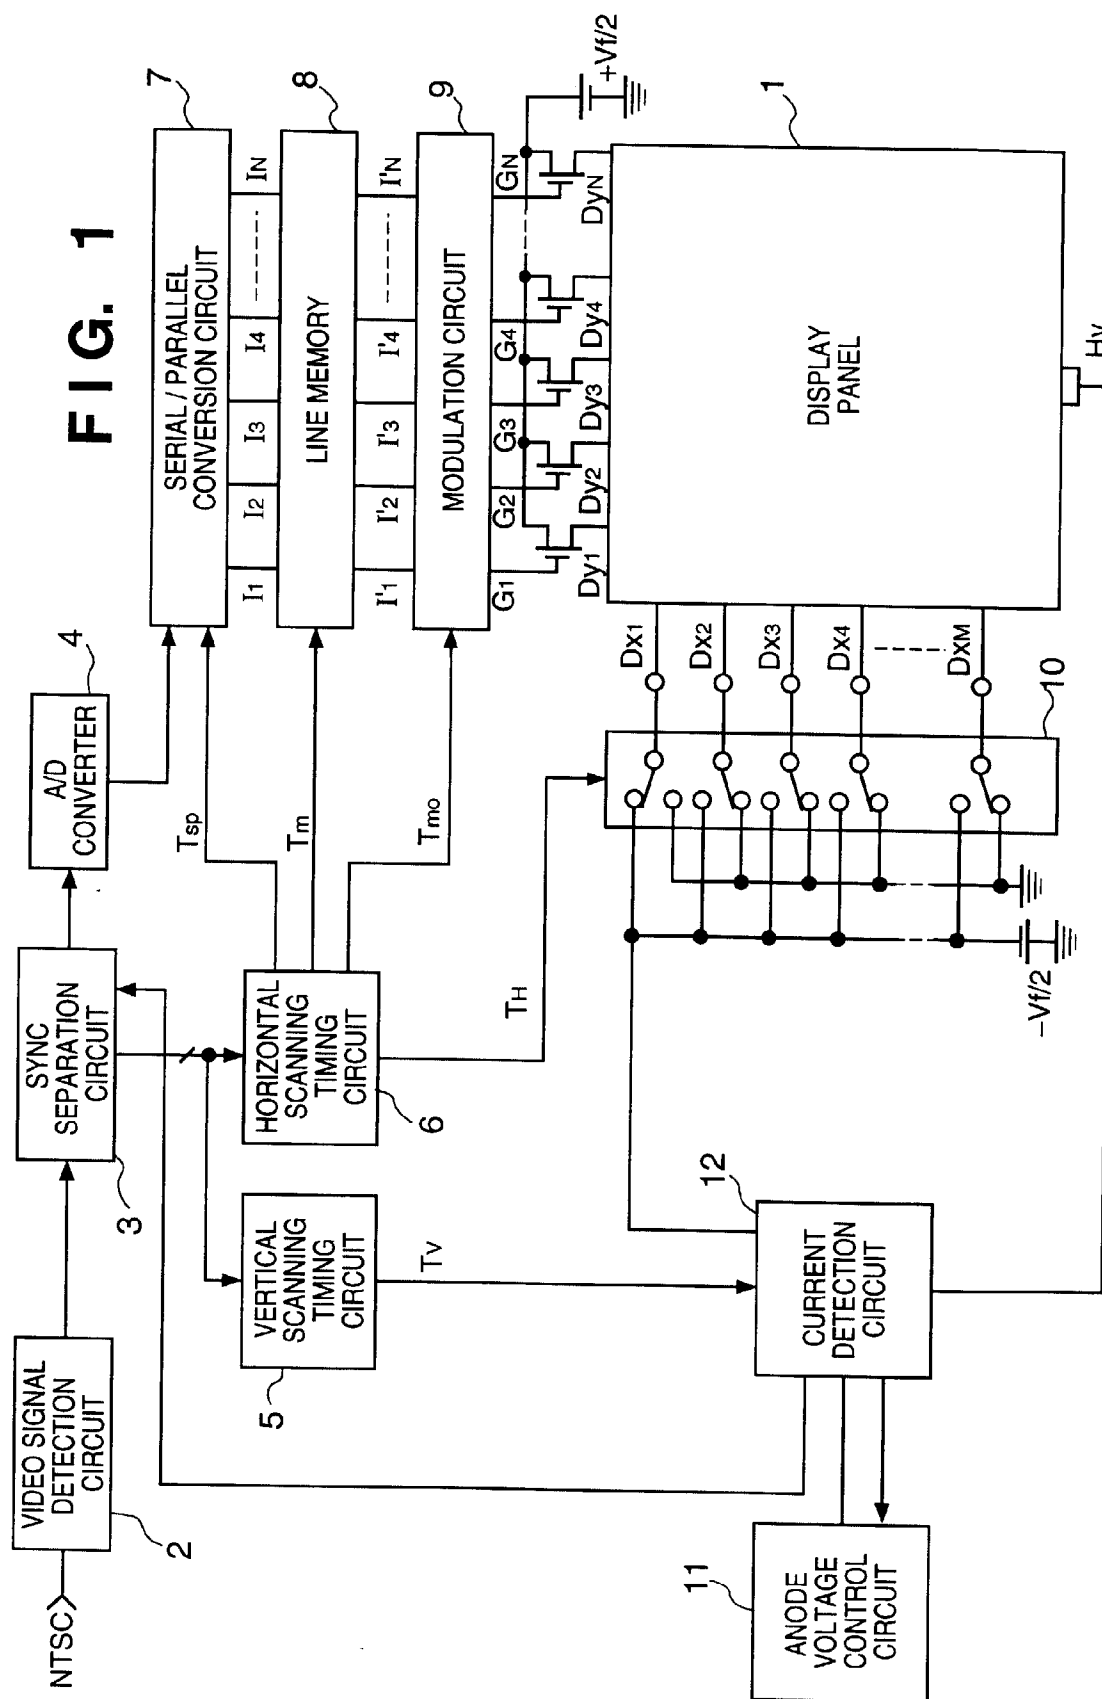 FIG. 1
NTSC
VIDEO SIGNAL
DETECTION
CIRCUIT
2
SYNC
SEPARATION
CIRCUIT
3
A/D
CONVERTER
4
VERTICAL
SCANNING
TIMING
CIRCUIT
5
HORIZONTAL
SCANNING
TIMING
CIRCUIT
6
Tsp
Tm
Tmo
TH
TV
SERIAL / PARALLEL
CONVERSION CIRCUIT
7
I1 I2 I3 I4 IN
LINE MEMORY
8
I'1 I'2 I'3 I'4 I'N
MODULATION CIRCUIT
9
G1 G2 G3 G4 GN
+Vf/2
Dy1 Dy2 Dy3 Dy4 DyN
DISPLAY
PANEL
1
Dx1
Dx2
Dx3
Dx4
DxM
10
−Vf/2
Hv
CURRENT
DETECTION
CIRCUIT
12
ANODE
VOLTAGE
CONTROL
CIRCUIT
11